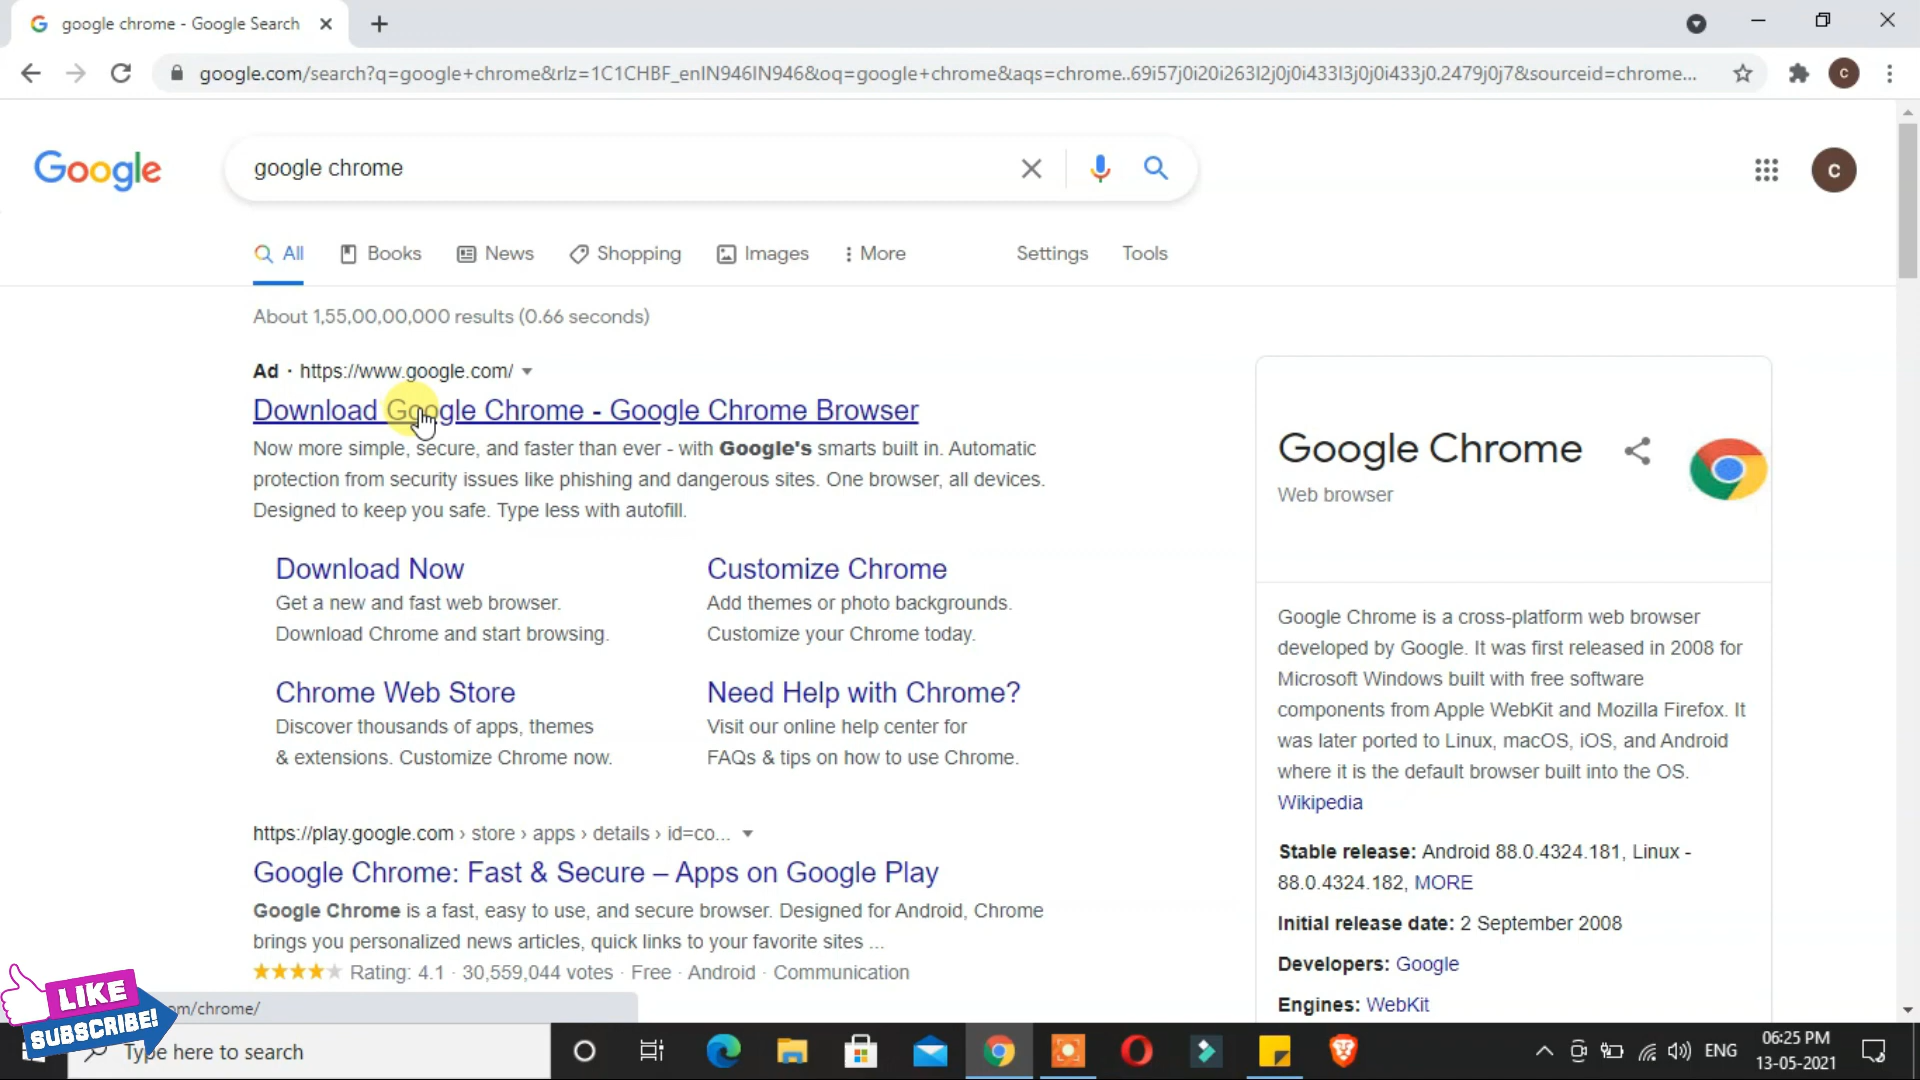 google chrome - Google Search
google.com/search?q=google+chrome&rlz=1C1CHBF_enIN946IN946&oq=google+chrome&aqs=chrome..69i57j0i20i263l2j0j0i433l3j0j0i433j0.2479j0j7&sourceid=chrome...
C
Google
google chrome
C
All
Books
News
Shopping
Images
More
Settings
Tools
About 1,55,00,00,000 results (0.66 seconds)
Ad · https://www.google.com/
Download Google Chrome - Google Chrome Browser
Now more simple, secure, and faster than ever - with Google's smarts built in. Automatic
protection from security issues like phishing and dangerous sites. One browser, all devices.
Designed to keep you safe. Type less with autofill.
Download Now
Get a new and fast web browser.
Download Chrome and start browsing.
Customize Chrome
Add themes or photo backgrounds.
Customize your Chrome today.
Chrome Web Store
Discover thousands of apps, themes
& extensions. Customize Chrome now.
Need Help with Chrome?
Visit our online help center for
FAQs & tips on how to use Chrome.
https://play.google.com › store › apps › details › id=co...
Google Chrome: Fast & Secure – Apps on Google Play
Google Chrome is a fast, easy to use, and secure browser. Designed for Android, Chrome
brings you personalized news articles, quick links to your favorite sites ...
Rating: 4.1 · 30,559,044 votes · Free · Android · Communication
Google Chrome
Web browser
Google Chrome is a cross-platform web browser
developed by Google. It was first released in 2008 for
Microsoft Windows built with free software
components from Apple WebKit and Mozilla Firefox. It
was later ported to Linux, macOS, iOS, and Android
where it is the default browser built into the OS.
Wikipedia
Stable release: Android 88.0.4324.181, Linux -
88.0.4324.182, MORE
Initial release date: 2 September 2008
Developers: Google
Engines: WebKit
LIKE
SUBSCRIBE!
om/chrome/
Type here to search
ENG
06:25 PM
13-05-2021